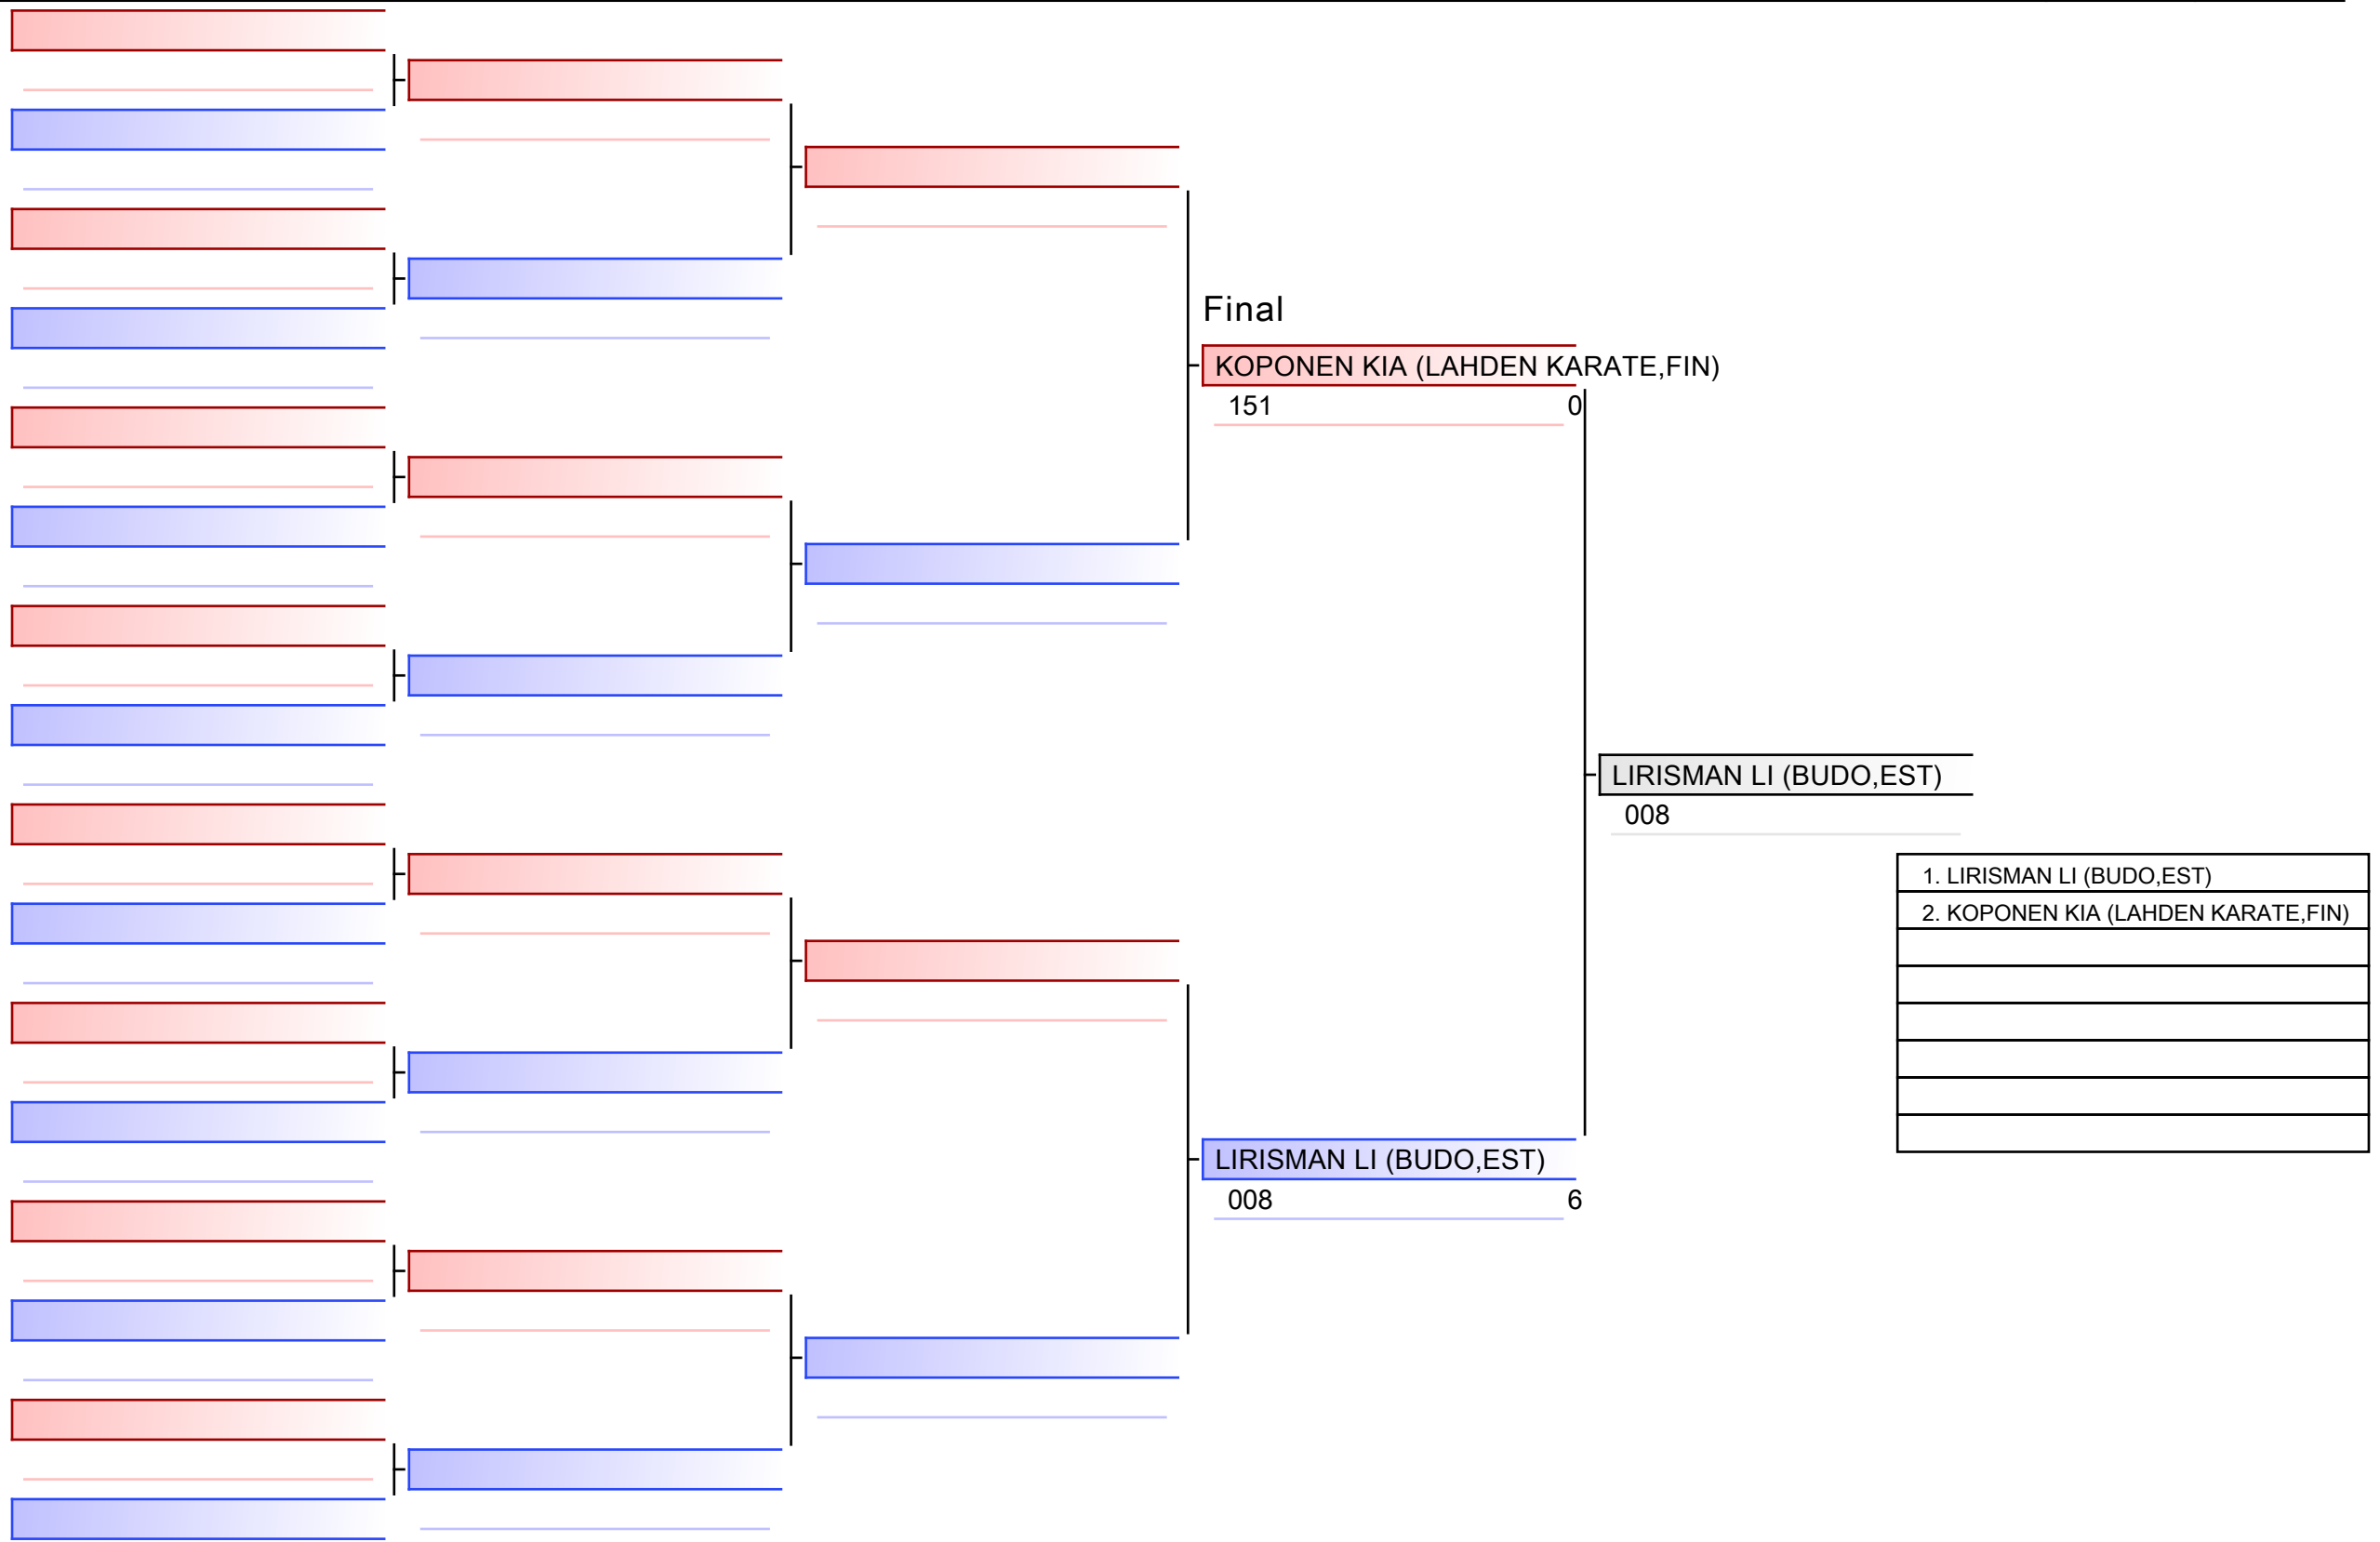 Final
KOPONEN KIA (LAHDEN KARATE,FIN)
151 0
LIRISMAN LI (BUDO,EST)
008
1. LIRISMAN LI (BUDO,EST)
2. KOPONEN KIA (LAHDEN KARATE,FIN)
LIRISMAN LI (BUDO,EST)
008 6